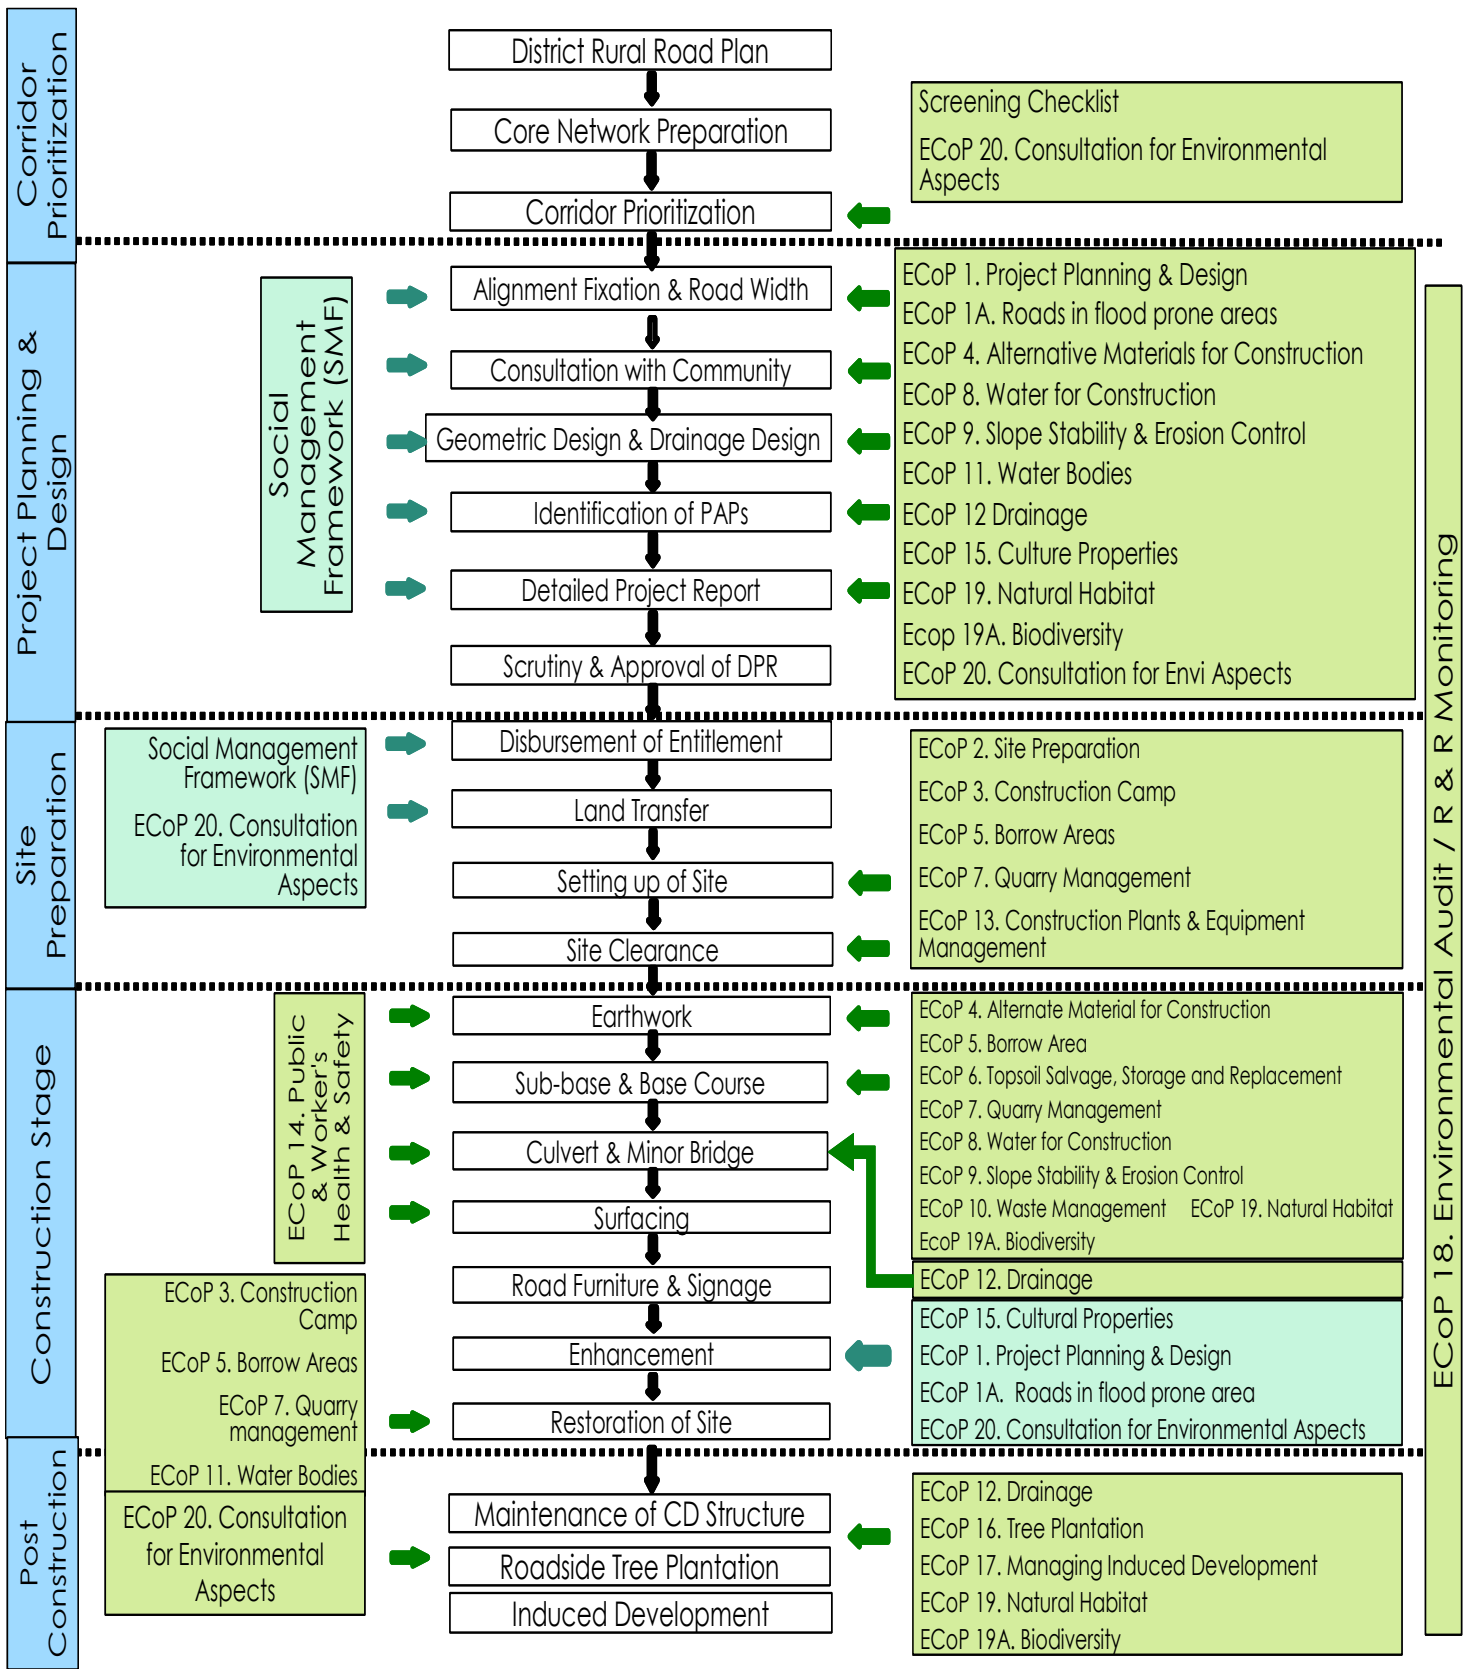 Corridor
Prioritization
District Rural Road Plan
Core Network Preparation
Corridor Prioritization
Screening Checklist
ECoP 20. Consultation for Environmental
Aspects
Project Planning &
Design
Social
Management
Framework (SMF)
Alignment Fixation & Road Width
Consultation with Community
Geometric Design & Drainage Design
Identification of PAPs
Detailed Project Report
Scrutiny & Approval of DPR
ECoP 1. Project Planning & Design
ECoP 1A. Roads in flood prone areas
ECoP 4. Alternative Materials for Construction
ECoP 8. Water for Construction
ECoP 9. Slope Stability & Erosion Control
ECoP 11. Water Bodies
ECoP 12 Drainage
ECoP 15. Culture Properties
ECoP 19. Natural Habitat
Ecop 19A. Biodiversity
ECoP 20. Consultation for Envi Aspects
ECoP 18. Environmental Audit / R & R Monitoring
Site
Preparation
Social Management
Framework (SMF)
ECoP 20. Consultation
for Environmental
Aspects
Disbursement of Entitlement
Land Transfer
Setting up of Site
Site Clearance
ECoP 2. Site Preparation
ECoP 3. Construction Camp
ECoP 5. Borrow Areas
ECoP 7. Quarry Management
ECoP 13. Construction Plants & Equipment
Management
Construction Stage
ECoP 14. Public
& Worker's
Health & Safety
Earthwork
Sub-base & Base Course
Culvert & Minor Bridge
Surfacing
Road Furniture & Signage
Enhancement
Restoration of Site
ECoP 4. Alternate Material for Construction
ECoP 5. Borrow Area
ECoP 6. Topsoil Salvage, Storage and Replacement
ECoP 7. Quarry Management
ECoP 8. Water for Construction
ECoP 9. Slope Stability & Erosion Control
ECoP 10. Waste Management ECoP 19. Natural Habitat
EcoP 19A. Biodiversity
ECoP 12. Drainage
ECoP 15. Cultural Properties
ECoP 1. Project Planning & Design
ECoP 1A. Roads in flood prone area
ECoP 20. Consultation for Environmental Aspects
ECoP 3. Construction
Camp
ECoP 5. Borrow Areas
ECoP 7. Quarry
management
ECoP 11. Water Bodies
Post
Construction
ECoP 20. Consultation
for Environmental
Aspects
Maintenance of CD Structure
Roadside Tree Plantation
Induced Development
ECoP 12. Drainage
ECoP 16. Tree Plantation
ECoP 17. Managing Induced Development
ECoP 19. Natural Habitat
ECoP 19A. Biodiversity